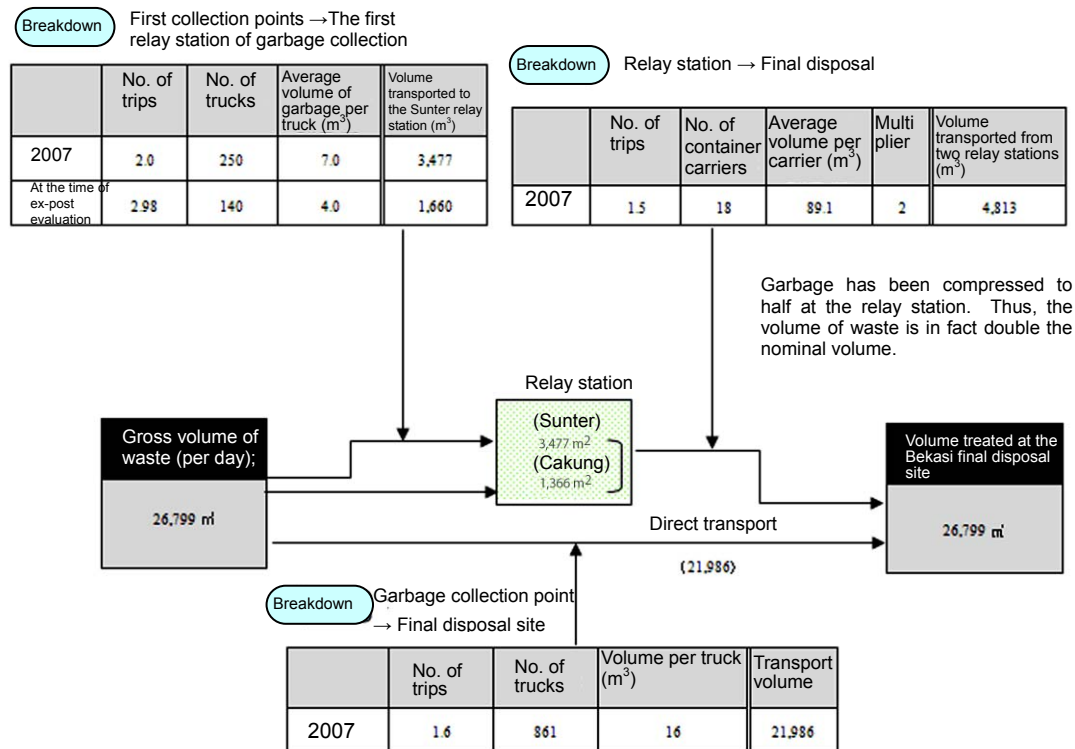 Breakdown
First collection points →The first
relay station of garbage collection
No. of trips
No. of trucks
Average volume of garbage per truck (m³)
Volume transported to the Sunter relay station (m³)
2007 2.0 250 7.0 3,477
At the time of ex-post evaluation 2.98 140 4.0 1,660
Breakdown
Relay station → Final disposal
No. of trips
No. of container carriers
Average volume per carrier (m³)
Multi plier
Volume transported from two relay stations (m³)
2007 1.5 18 89.1 2 4,813
Garbage has been compressed to
half at the relay station. Thus, the
volume of waste is in fact double the
nominal volume.
Relay station
(Sunter)
3,477 m²
(Cakung)
1,366 m²
Gross volume of
waste (per day);
26,799 ㎥
Volume treated at the
Bekasi final disposal
site
26,799 ㎥
Direct transport
(21,986)
Breakdown
Garbage collection point
→ Final disposal site
No. of trips
No. of trucks
Volume per truck (m³)
Transport volume
2007 1.6 861 16 21,986